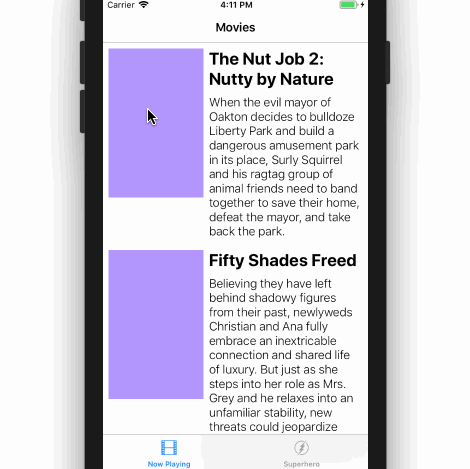 Carrier 4:11 PM
Movies
The Nut Job 2:
Nutty by Nature
When the evil mayor of
Oakton decides to bulldoze
Liberty Park and build a
dangerous amusement park
in its place, Surly Squirrel
and his ragtag group of
animal friends need to band
together to save their home,
defeat the mayor, and take
back the park.
Fifty Shades Freed
Believing they have left
behind shadowy figures
from their past, newlyweds
Christian and Ana fully
embrace an inextricable
connection and shared life
of luxury. But just as she
steps into her role as Mrs.
Grey and he relaxes into an
unfamiliar stability, new
threats could jeopardize
Now Playing Superhero